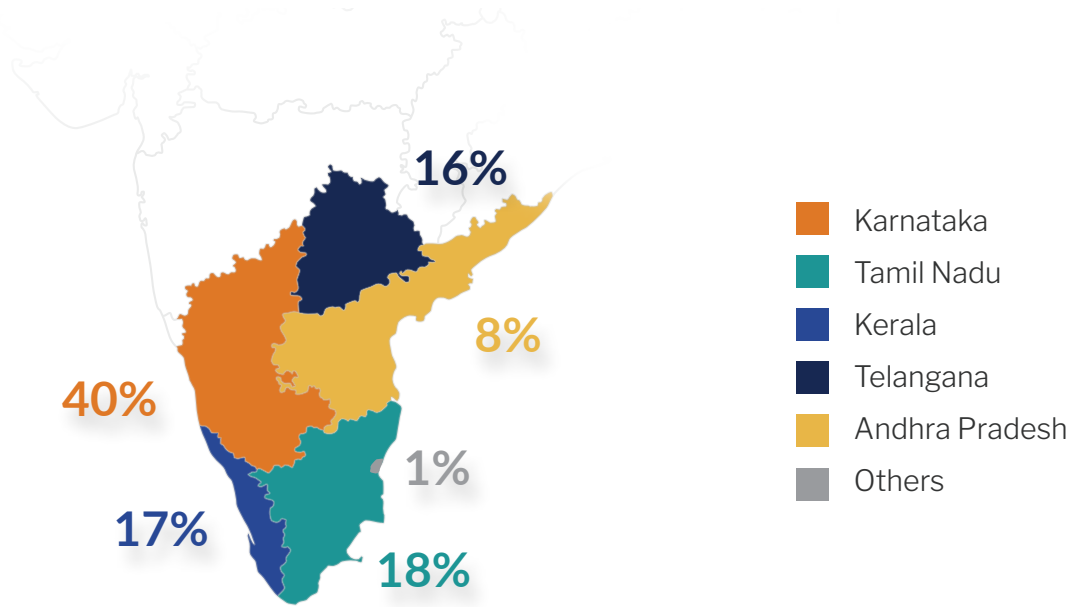 16%
8%
40%
1%
17%
18%
Karnataka
Tamil Nadu
Kerala
Telangana
Andhra Pradesh
Others